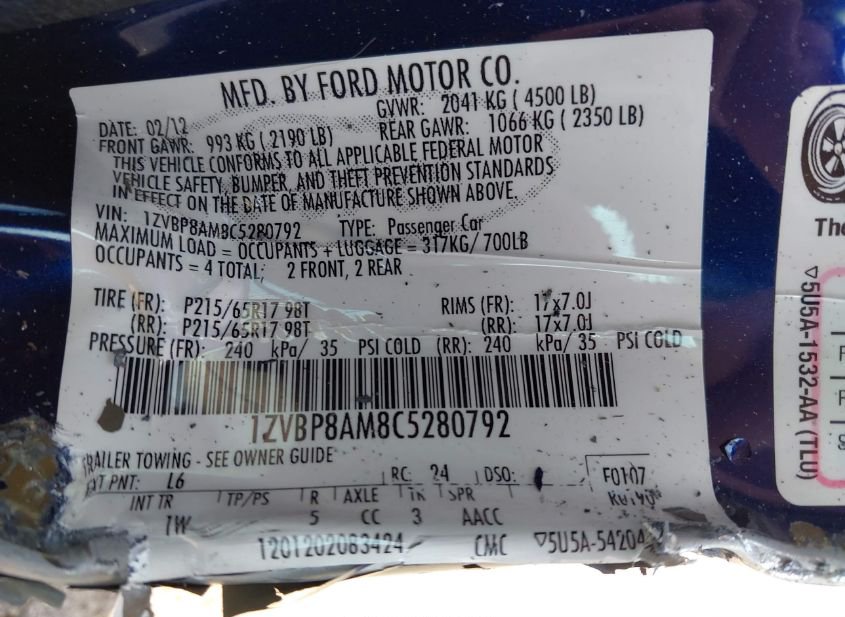 MFD. BY FORD MOTOR CO.
DATE: 02/12 GVWR: 2041 KG ( 4500 LB)
FRONT GAWR: 993 KG ( 2190 LB) REAR GAWR: 1066 KG ( 2350 LB)
THIS VEHICLE CONFORMS TO ALL APPLICABLE FEDERAL MOTOR
VEHICLE SAFETY, BUMPER, AND THEFT PREVENTION STANDARDS
IN EFFECT ON THE DATE OF MANUFACTURE SHOWN ABOVE.
VIN: 1ZVBP8AM8C5280792 TYPE: Passenger Car
MAXIMUM LOAD = OCCUPANTS + LUGGAGE = 317KG/ 700LB
OCCUPANTS = 4 TOTAL; 2 FRONT, 2 REAR
TIRE (FR): P215/65R17 98T RIMS (FR): 17x7.0J
(RR): P215/65R17 98T (RR): 17x7.0J
PRESSURE (FR): 240 kPa/ 35 PSI COLD (RR): 240 kPa/ 35 PSI COLD
1ZVBP8AM8C5280792
TRAILER TOWING - SEE OWNER GUIDE
EXT PNT: L6 RC: 24 DSO: F0107
INT TR TP/PS R AXLE TR SPR
1W 5 CC 3 AACC
1201202083424 CMC ▽5U5A-54204
The
▽5U5A-1532-AA (TLU)